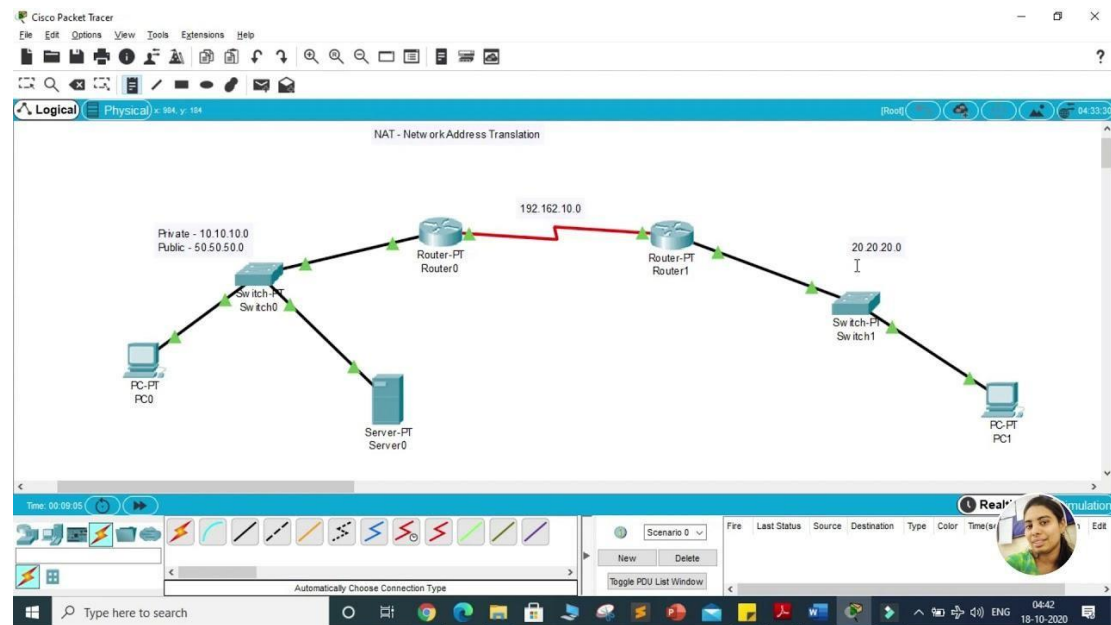 Cisco Packet Tracer
File Edit Options View Tools Extensions Help
?
Logical Physical x: 984, y: 184 [Root] 04:33:30
NAT - Network Address Translation
192.162.10.0
Private - 10.10.10.0
Public - 50.50.50.0
Router-PT
Router0
Router-PT
Router1
20.20.20.0
Switch-PT
Switch0
Switch-PT
Switch1
PC-PT
PC0
Server-PT
Server0
PC-PT
PC1
Time: 00:09:05
Scenario 0
Fire Last Status Source Destination Type Color Edit
New Delete
Toggle PDU List Window
Automatically Choose Connection Type
Type here to search
ENG
04:42
18-10-2020